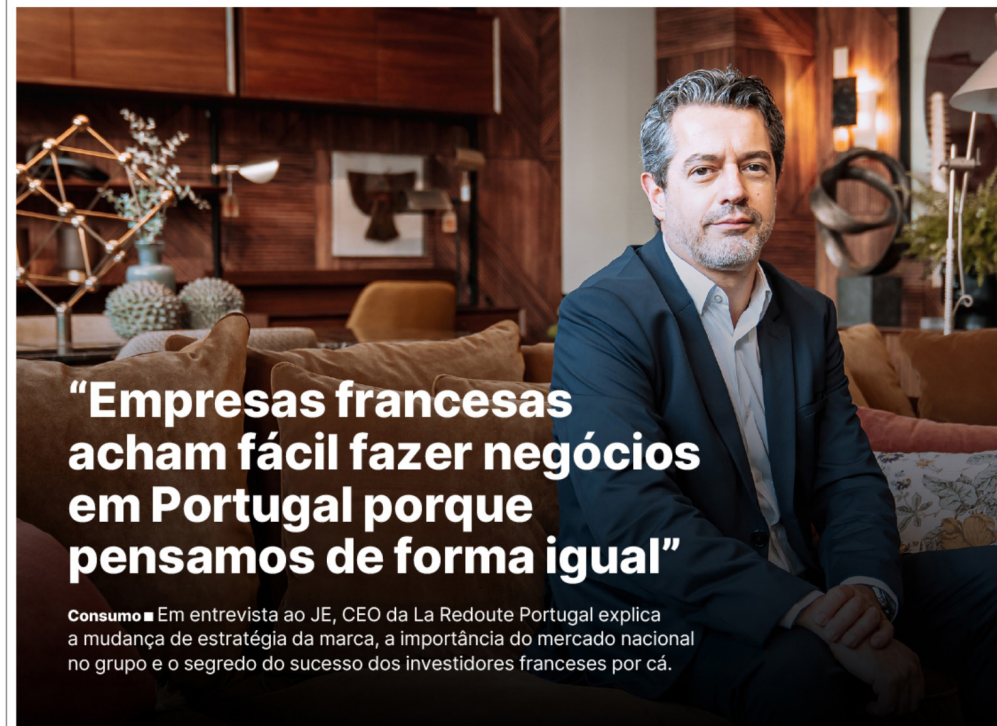 “Empresas francesas
acham fácil fazer negócios
em Portugal porque
pensamos de forma igual”
Consumo ■ Em entrevista ao JE, CEO da La Redoute Portugal explica
a mudança de estratégia da marca, a importância do mercado nacional
no grupo e o segredo do sucesso dos investidores franceses por cá.